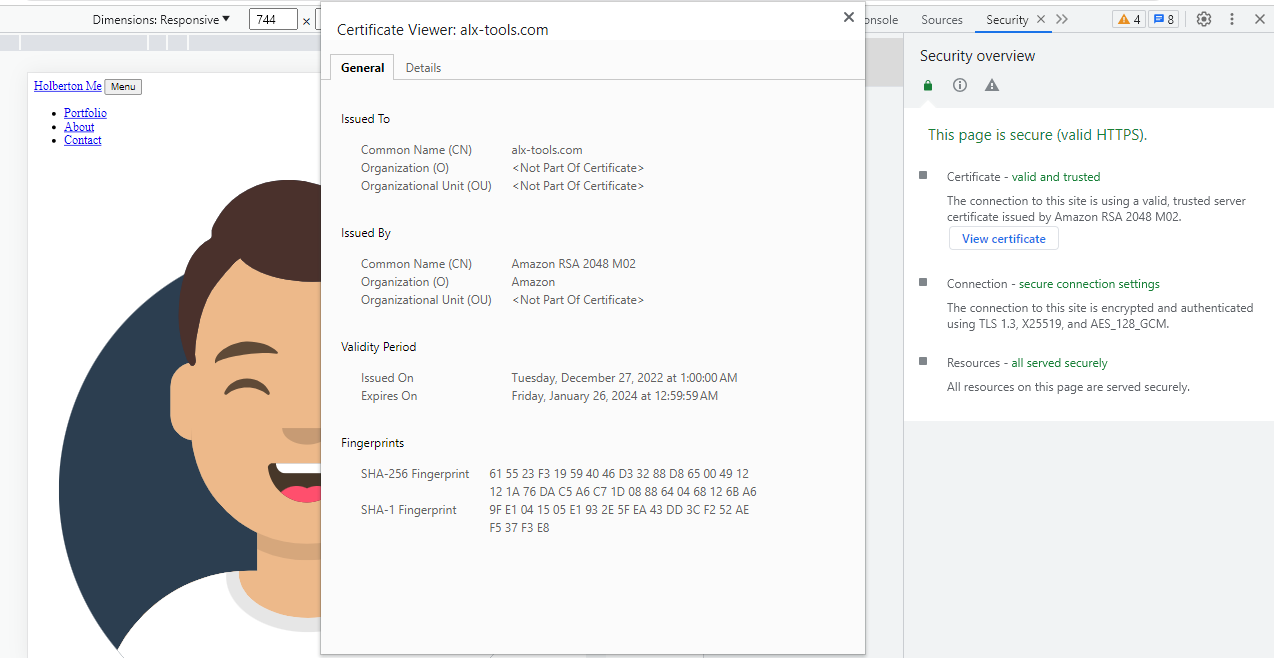 Dimensions: Responsive ▼ 744 ×
Holberton Me Menu
• Portfolio
• About
• Contact
Certificate Viewer: alx-tools.com
General Details
Issued To
Common Name (CN) alx-tools.com
Organization (O) <Not Part Of Certificate>
Organizational Unit (OU) <Not Part Of Certificate>
Issued By
Common Name (CN) Amazon RSA 2048 M02
Organization (O) Amazon
Organizational Unit (OU) <Not Part Of Certificate>
Validity Period
Issued On Tuesday, December 27, 2022 at 1:00:00 AM
Expires On Friday, January 26, 2024 at 12:59:59 AM
Fingerprints
SHA-256 Fingerprint 61 55 23 F3 19 59 40 46 D3 32 88 D8 65 00 49 12
12 1A 76 DA C5 A6 C7 1D 08 88 64 04 68 12 6B A6
SHA-1 Fingerprint 9F E1 04 15 05 E1 93 2E 5F EA 43 DD 3C F2 52 AE
F5 37 F3 E8
onsole Sources Security 4 8
Security overview
This page is secure (valid HTTPS).
Certificate - valid and trusted
The connection to this site is using a valid, trusted server
certificate issued by Amazon RSA 2048 M02.
View certificate
Connection - secure connection settings
The connection to this site is encrypted and authenticated
using TLS 1.3, X25519, and AES_128_GCM.
Resources - all served securely
All resources on this page are served securely.